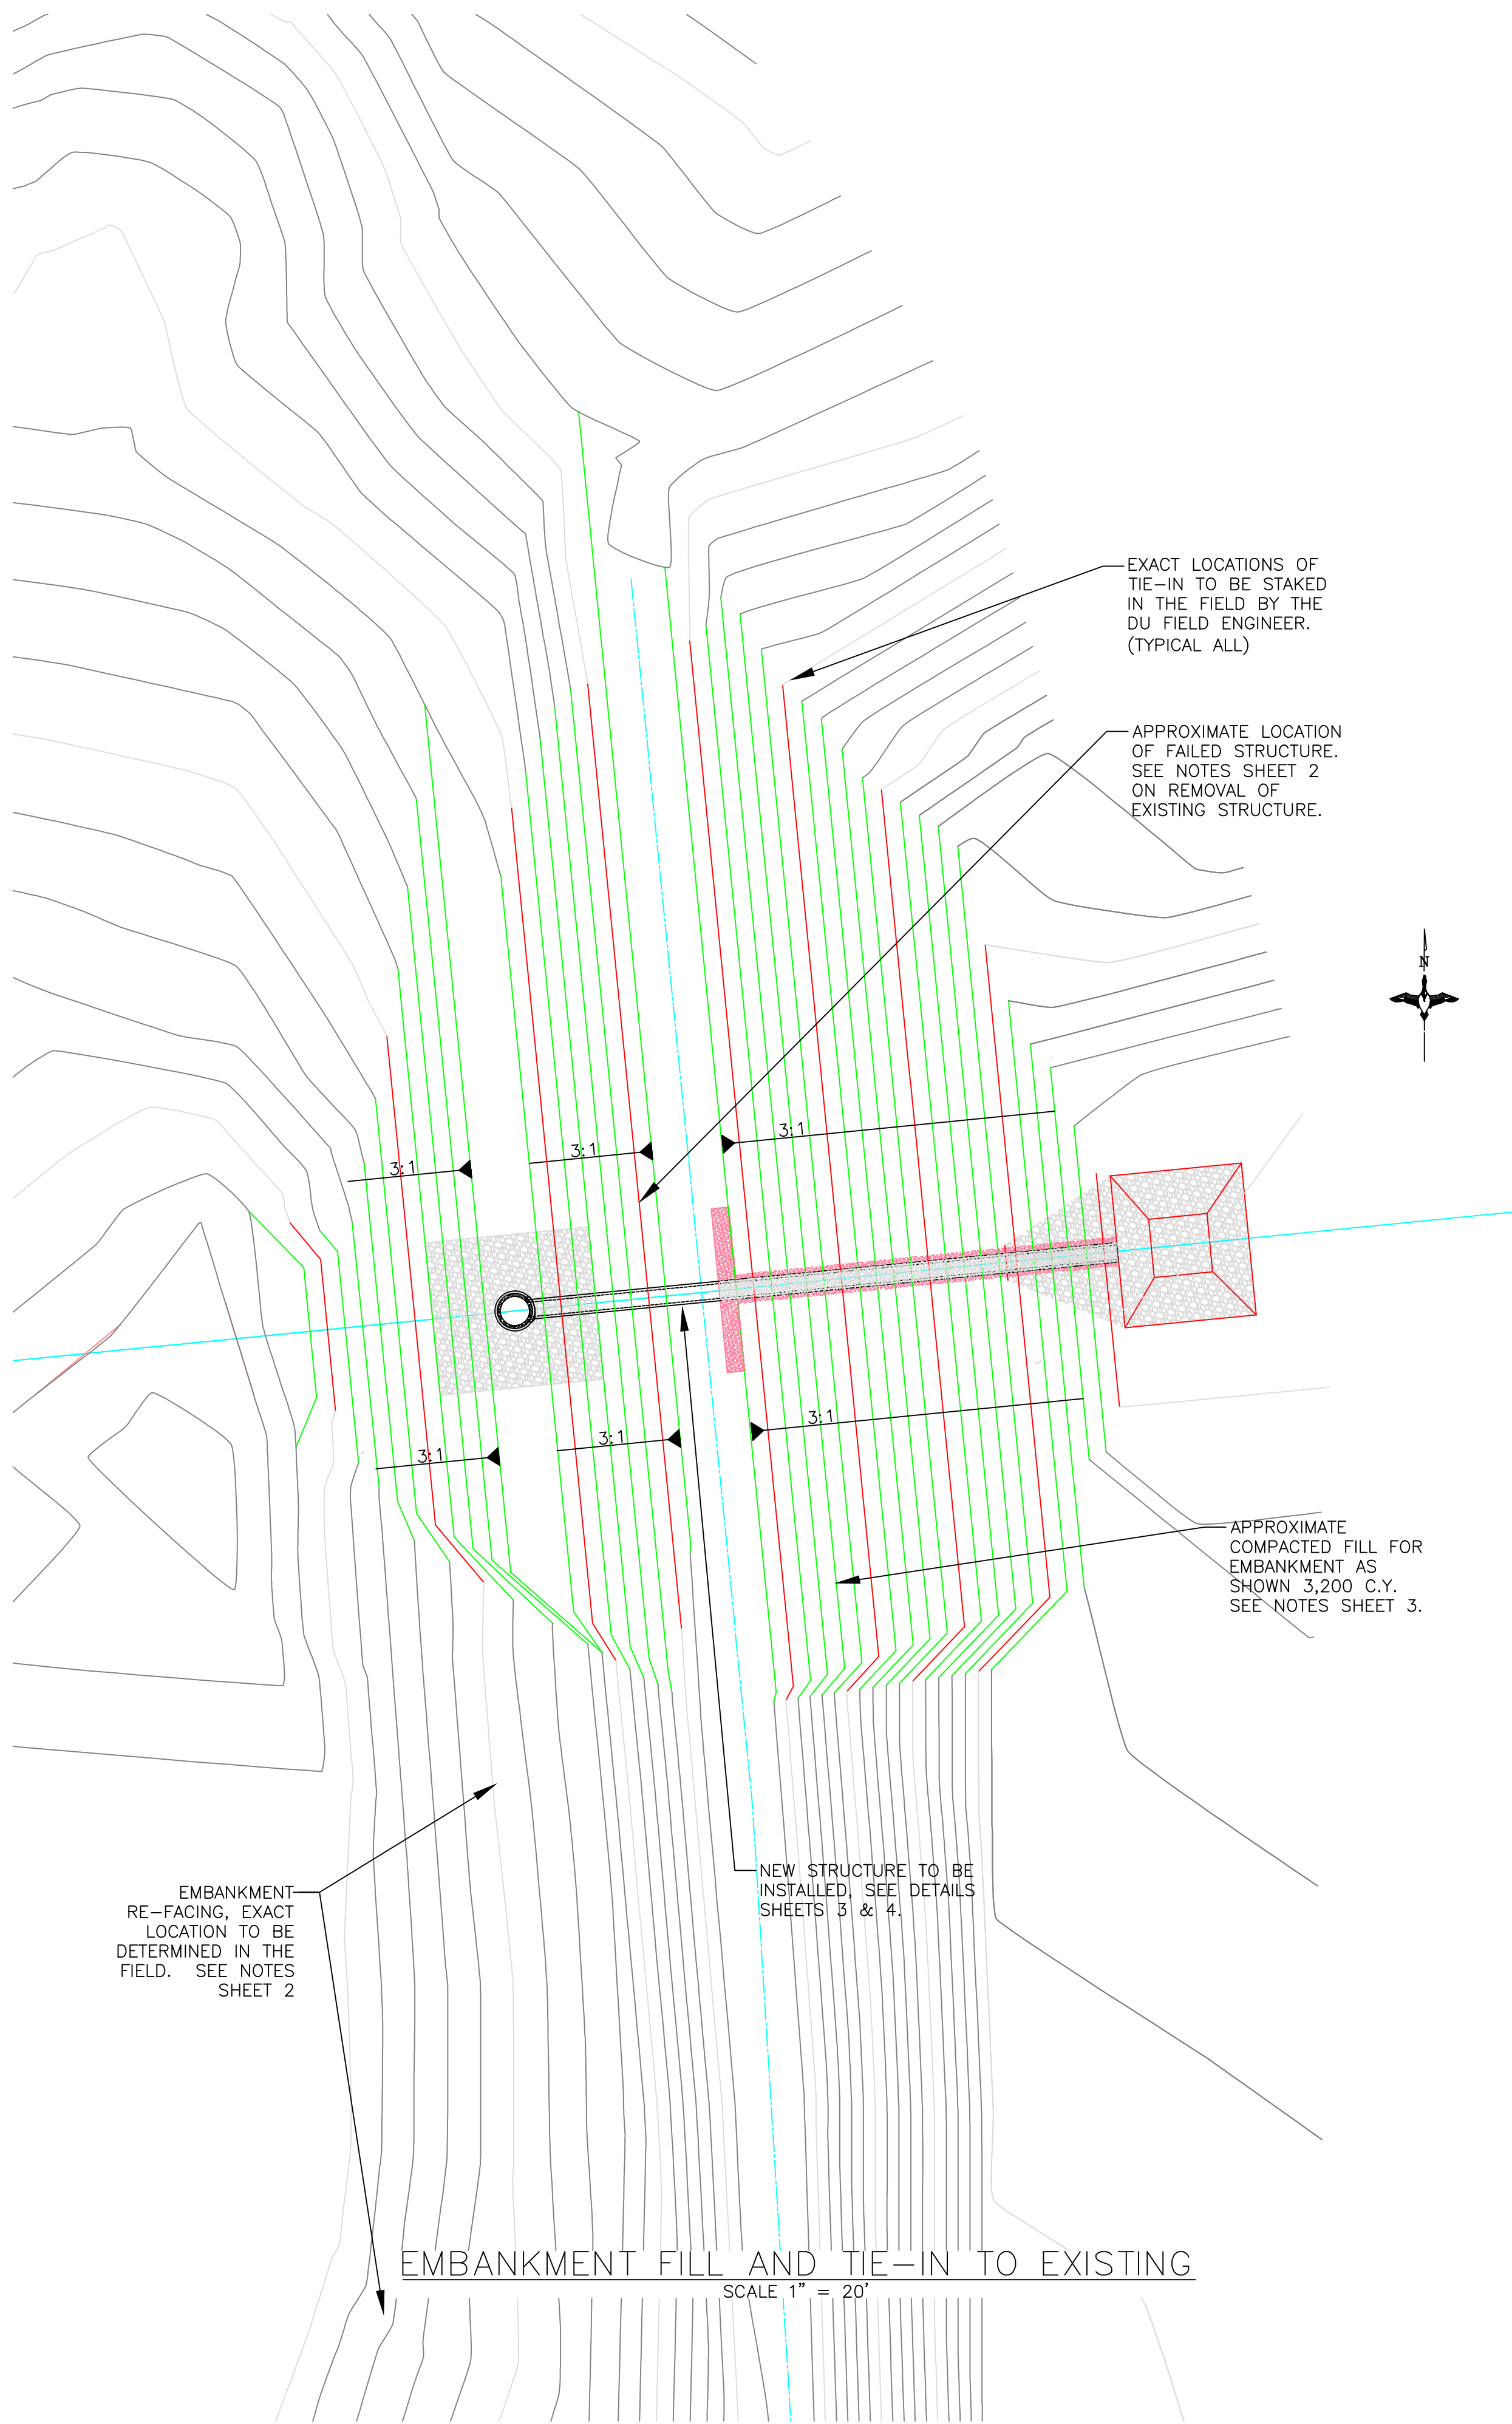 EXACT LOCATIONS OF
TIE-IN TO BE STAKED
IN THE FIELD BY THE
DU FIELD ENGINEER.
(TYPICAL ALL)
APPROXIMATE LOCATION
OF FAILED STRUCTURE.
SEE NOTES SHEET 2
ON REMOVAL OF
EXISTING STRUCTURE.
N
3:1
3:1
3:1
3:1
3:1
3:1
APPROXIMATE
COMPACTED FILL FOR
EMBANKMENT AS
SHOWN 3,200 C.Y.
SEE NOTES SHEET 3.
NEW STRUCTURE TO BE
INSTALLED, SEE DETAILS
SHEETS 3 & 4.
EMBANKMENT
RE-FACING, EXACT
LOCATION TO BE
DETERMINED IN THE
FIELD. SEE NOTES
SHEET 2
EMBANKMENT FILL AND TIE-IN TO EXISTING
SCALE 1" = 20'